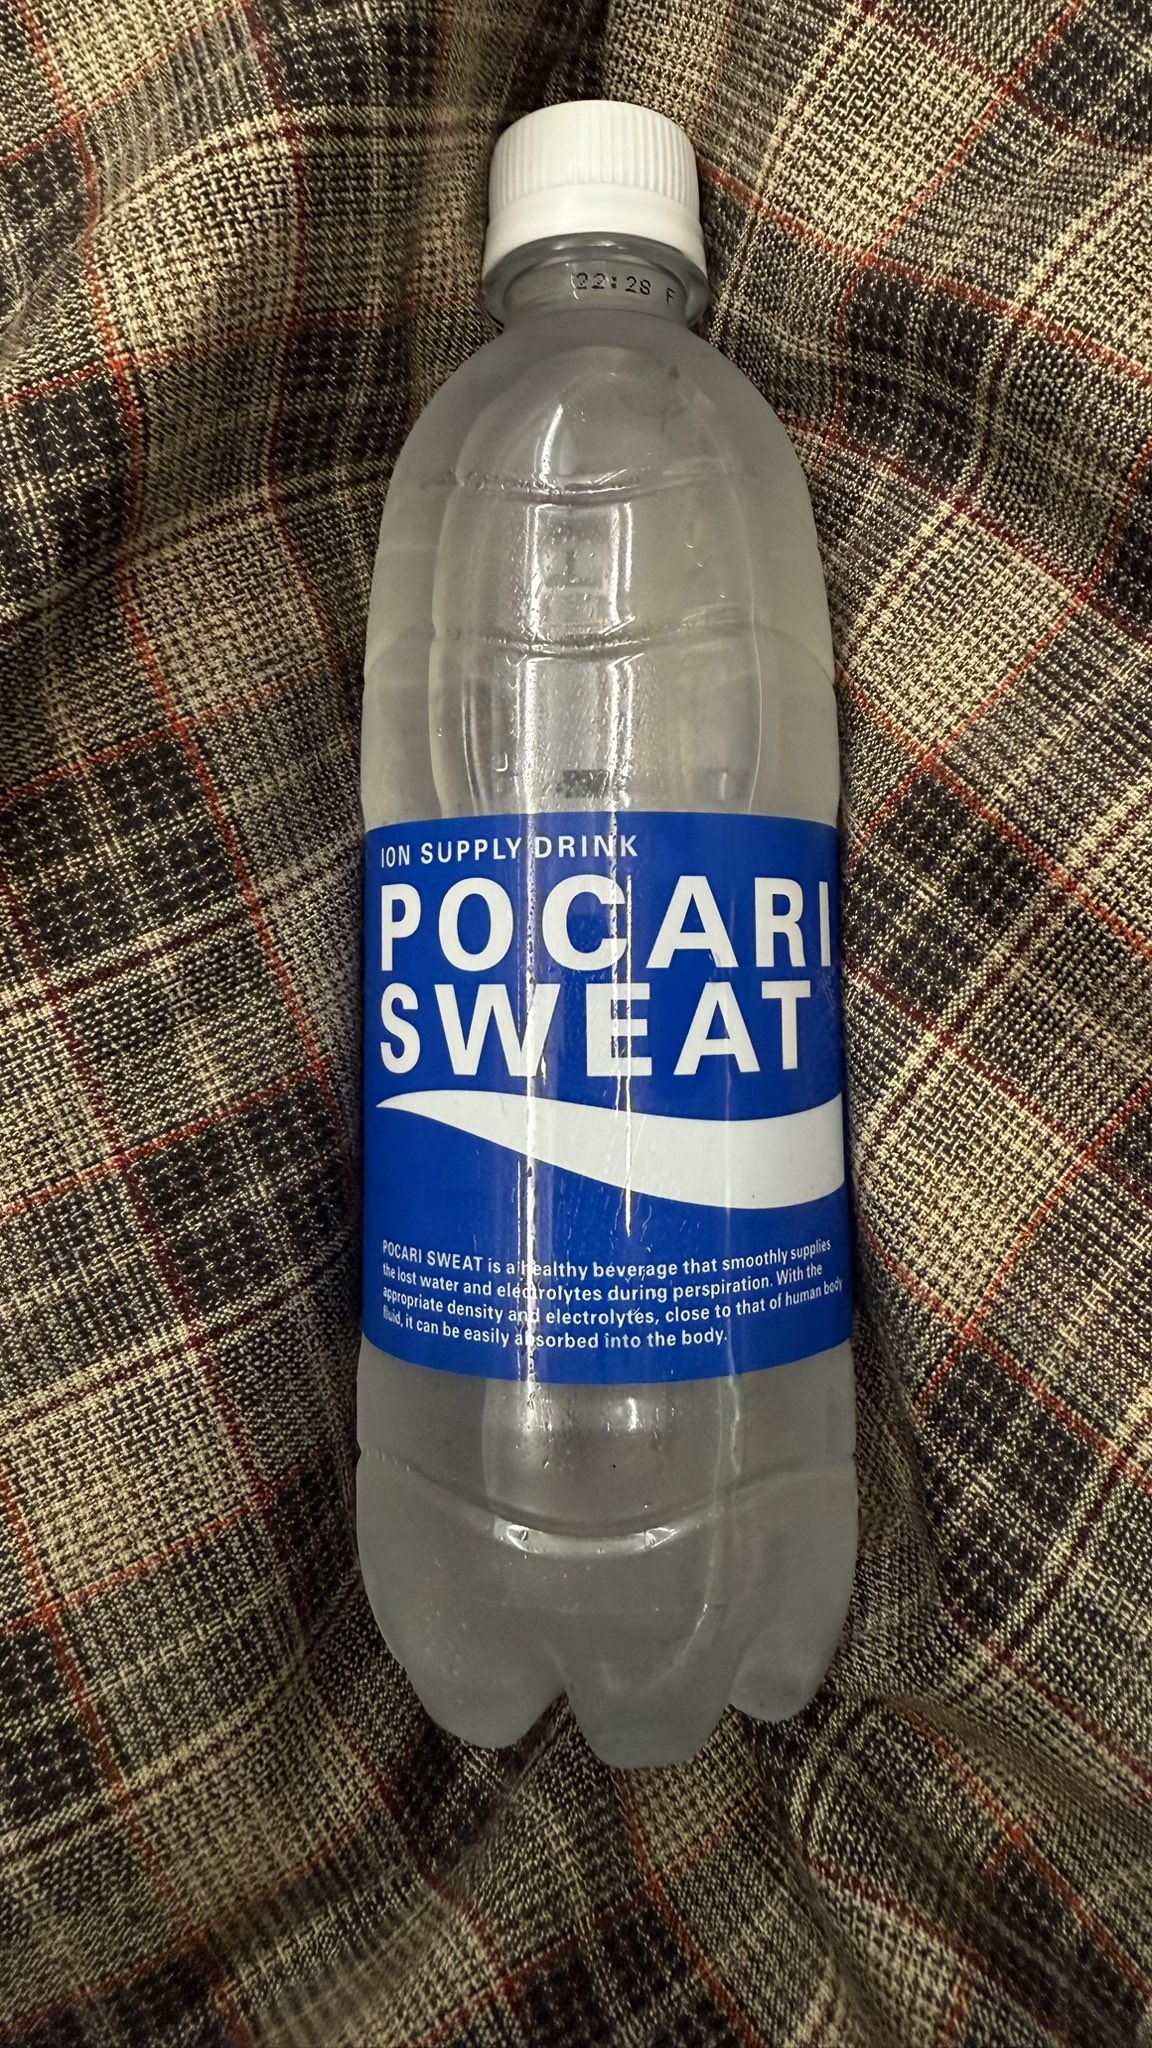 22:28 F
ION SUPPLY DRINK
POCARI
SWEAT
POCARI SWEAT is a healthy beverage that smoothly supplies
the lost water and electrolytes during perspiration. With the
appropriate density and electrolytes, close to that of human body
fluid, it can be easily absorbed into the body.